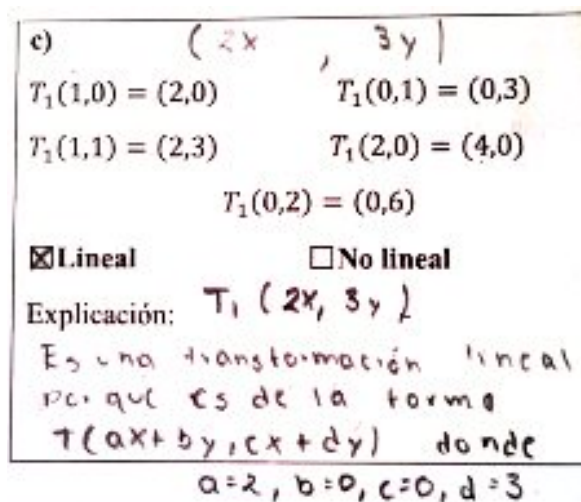 c) (2x , 3y)
T₁(1,0) = (2,0) T₁(0,1) = (0,3)
T₁(1,1) = (2,3) T₁(2,0) = (4,0)
T₁(0,2) = (0,6)
☒Lineal ☐No lineal
Explicación: T₁ (2x, 3y)
Es una transformación lineal
porque es de la forma
T(ax+by, cx+dy) donde
a=2, b=0, c=0, d=3